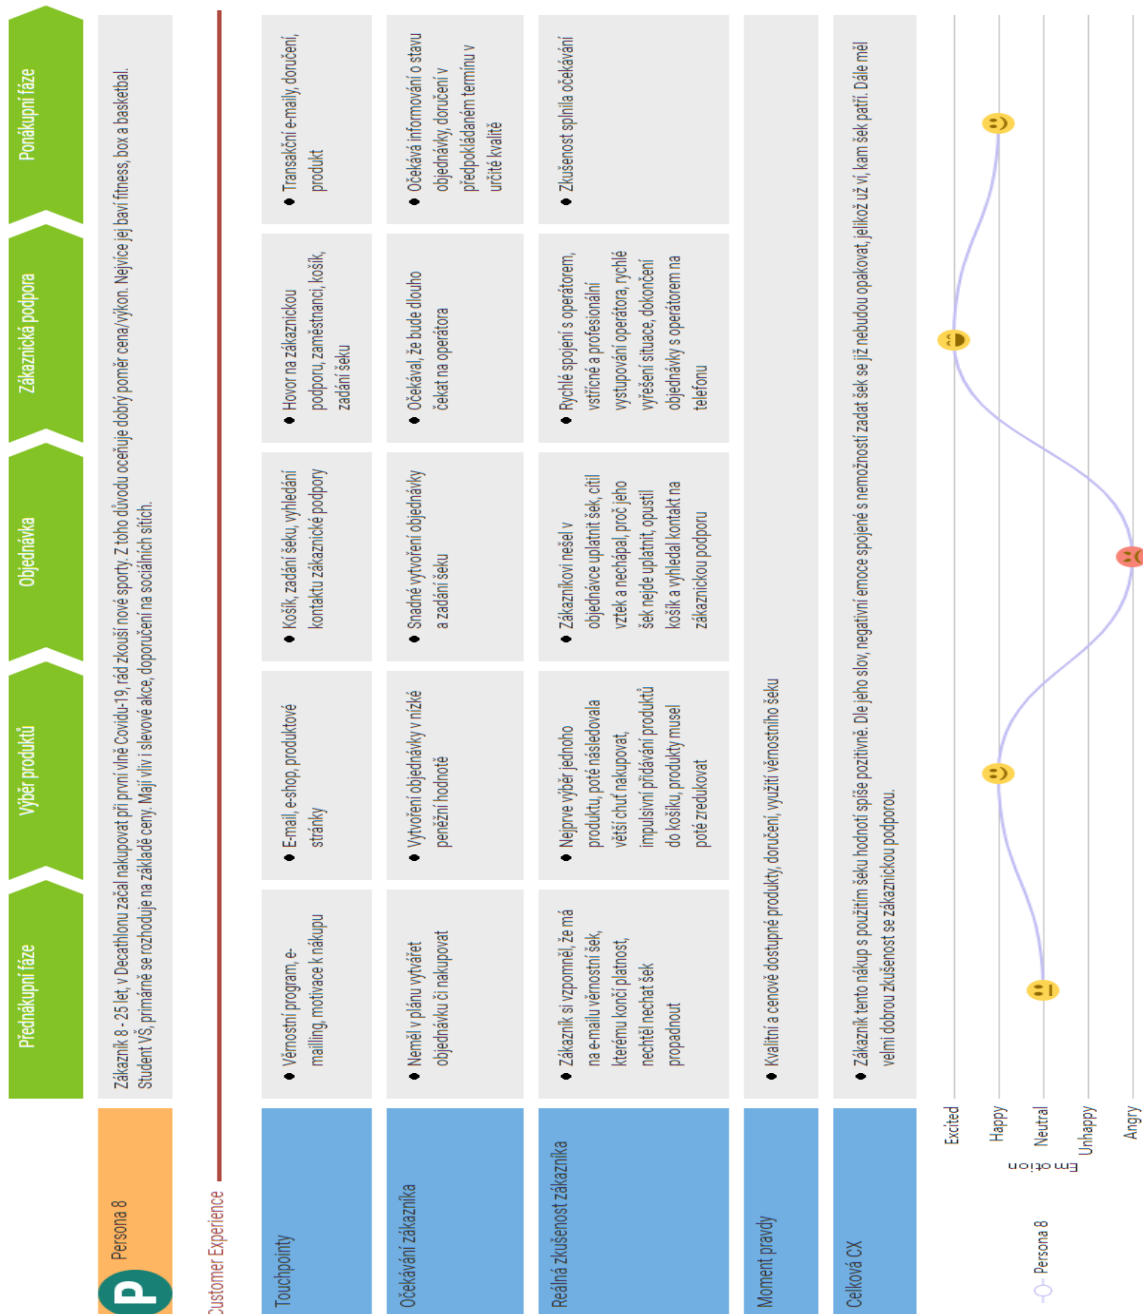 Přednákupní fáze
Výběr produktů
Objednávka
Zákaznická podpora
Ponákupní fáze
P
Persona 8
Zákazník 8 - 25 let, v Decathlonu začal nakupovat při první vlně Covidu-19, rád zkouší nové sporty. Z toho důvodu oceňuje dobrý poměr cena/výkon. Nejvíce jej baví fitness, box a basketbal.
Student VŠ, primárně se rozhoduje na základě ceny. Mají vliv i slevové akce, doporučení na sociálních sítích.
Customer Experience
Touchpointy
● Věrnostní program, e-
mailling, motivace k nákupu
● E-mail, e-shop, produktové
stránky
● Košík, zadání šeku, vyhledání
kontaktu zákaznické podpory
● Hovor na zákaznickou
podporu, zaměstnanci, košík,
zadání šeku
● Transakční e-maily, doručení,
produkt
Očekávání zákazníka
● Neměl v plánu vytvářet
objednávku či nakupovat
● Vytvoření objednávky v nízké
peněžní hodnotě
● Snadné vytvoření objednávky
a zadání šeku
● Očekával, že bude dlouho
čekat na operátora
● Očekává informování o stavu
objednávky, doručení v
předpokládaném termínu v
určité kvalitě
Reálná zkušenost zákazníka
● Zákazník si vzpomněl, že má
na e-mailu věrnostní šek,
kterému končí platnost,
nechtěl nechat šek
propadnout
● Nejprve výběr jednoho
produktu, poté následovala
větší chuť nakupovat,
impulsivní přidávání produktů
do košíku, produkty musel
poté zredukovat
● Zákazníkovi nešel v
objednávce uplatnit šek, cítil
vztek a nechápal, proč jeho
šek nejde uplatnit, opustil
košík a vyhledal kontakt na
zákaznickou podporu
● Rychlé spojení s operátorem,
vstřícné a profesionální
vystupování operátora, rychlé
vyřešení situace, dokončení
objednávky s operátorem na
telefonu
● Zkušenost splnila očekávání
Moment pravdy
● Kvalitní a cenově dostupné produkty, doručení, využití věrnostního šeku
Celková CX
● Zákazník tento nákup s použitím šeku hodnotí spíše pozitivně. Dle jeho slov, negativní emoce spojené s nemožností zadat šek se již nebudou opakovat, jelikož už ví, kam šek patří. Dále měl
velmi dobrou zkušenost se zákaznickou podporou.
Persona 8
Emotion
Excited
Happy
Neutral
Unhappy
Angry